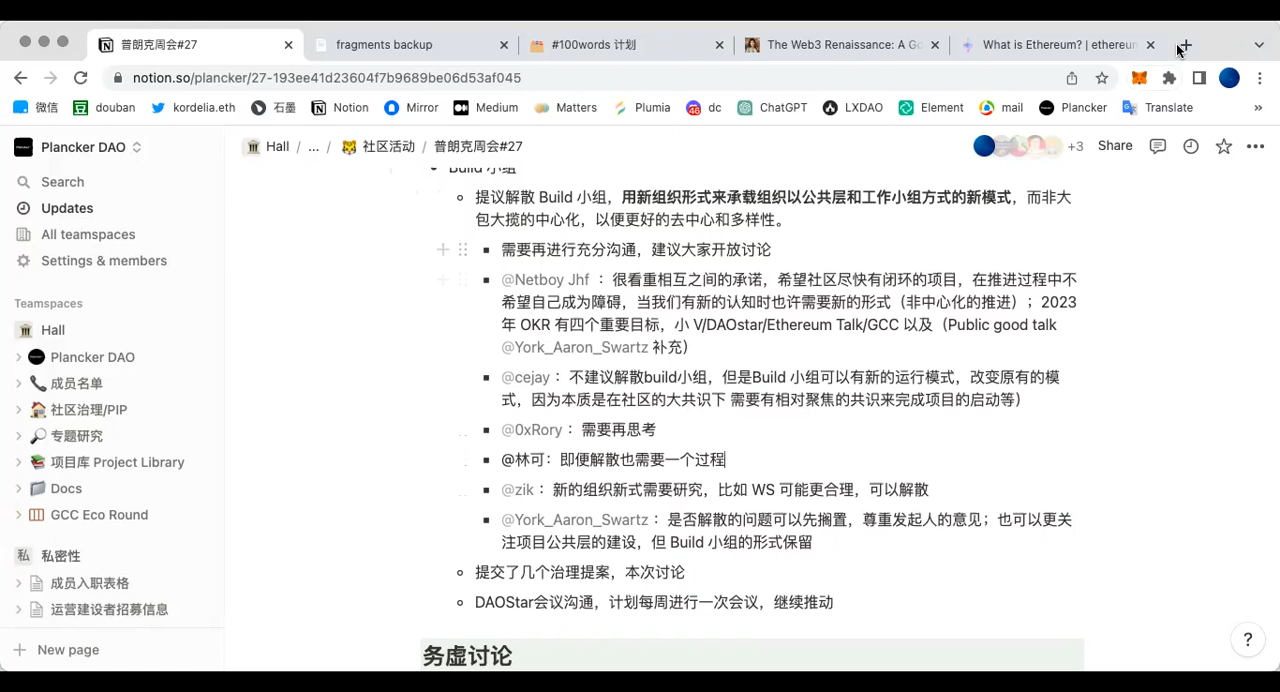 普朗克周会#27
fragments backup
#100words 计划
The Web3 Renaissance: A G
What is Ethereum? | ethereun
notion.so/plancker/27-193ee41d23604f7b9689be06d53af045
微信 douban kordelia.eth 石墨 Notion Mirror Medium Matters Plumia dc ChatGPT LXDAO Element mail Plancker Translate »
Plancker DAO
Hall / ... / 社区活动 / 普朗克周会#27
+3 Share
Search
Updates
All teamspaces
Settings & members
Teamspaces
Hall
Plancker DAO
成员名单
社区治理/PIP
专题研究
项目库 Project Library
Docs
GCC Eco Round
私 私密性
成员入职表格
运营建设者招募信息
New page
Build 小组
提议解散 Build 小组，用新组织形式来承载组织以公共层和工作小组方式的新模式，而非大
包大揽的中心化，以便更好的去中心和多样性。
需要再进行充分沟通，建议大家开放讨论
@Netboy Jhf ： 很看重相互之间的承诺，希望社区尽快有闭环的项目，在推进过程中不
希望自己成为障碍，当我们有新的认知时也许需要新的形式（非中心化的推进）；2023
年 OKR 有四个重要目标，小 V/DAOstar/Ethereum Talk/GCC 以及（Public good talk
@York_Aaron_Swartz 补充）
@cejay： 不建议解散build小组，但是Build 小组可以有新的运行模式，改变原有的模
式，因为本质是在社区的大共识下 需要有相对聚焦的共识来完成项目的启动等）
@0xRory： 需要再思考
@林可：即便解散也需要一个过程
@zik： 新的组织新式需要研究，比如 WS 可能更合理，可以解散
@York_Aaron_Swartz： 是否解散的问题可以先搁置，尊重发起人的意见；也可以更关
注项目公共层的建设，但 Build 小组的形式保留
提交了几个治理提案，本次讨论
DAOStar会议沟通，计划每周进行一次会议，继续推动
务虚讨论
?